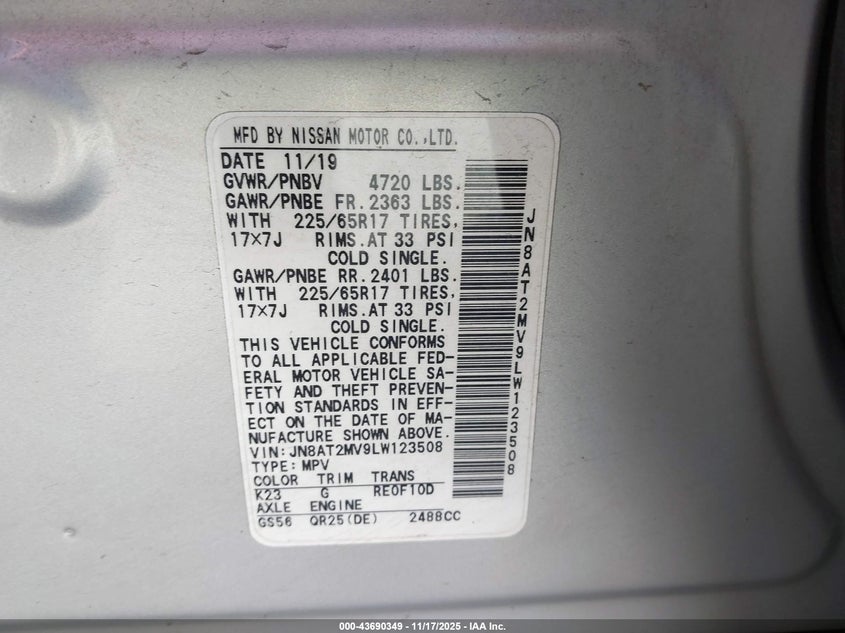 MFD BY NISSAN MOTOR CO.,LTD.
DATE 11/19
GVWR/PNBV 4720 LBS.
GAWR/PNBE FR. 2363 LBS.
WITH 225/65R17 TIRES,
17×7J RIMS.AT 33 PSI
COLD SINGLE.
GAWR/PNBE RR. 2401 LBS.
WITH 225/65R17 TIRES,
17×7J RIMS.AT 33 PSI
COLD SINGLE.
THIS VEHICLE CONFORMS
TO ALL APPLICABLE FED-
ERAL MOTOR VEHICLE SA-
FETY AND THEFT PREVEN-
TION STANDARDS IN EFF-
ECT ON THE DATE OF MA-
NUFACTURE SHOWN ABOVE.
VIN:JN8AT2MV9LW123508
TYPE:MPV
COLOR TRIM TRANS
K23 G RE0F10D
AXLE ENGINE
GS56 QR25(DE) 2488CC
JN8AT2MV9LW123508
000-43690349 - 11/17/2025 - IAA Inc.